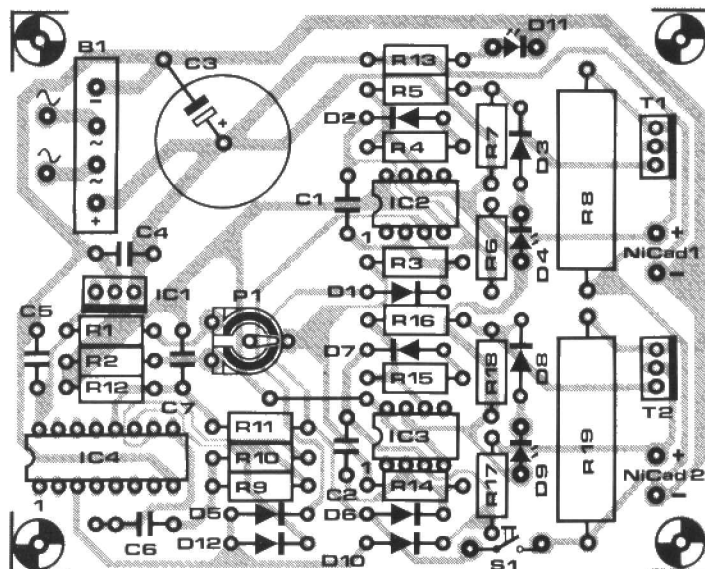 B1
C3
+
R13
D11
R5
T1
D2
R4
R7
D3
R8
~
~
−
~
~
+
C1
IC2
1
C4
R3
R6
D4
+
NiCad1
−
IC1
D1
P1
C5
R1
R16
R2
D7
R18
D8
R12
R15
T2
C7
R11
IC3
R19
IC4
R10
1
D9
+
NiCad2
−
1
R9
C2
R14
R17
D5
D6
C6
D12
D10
S1